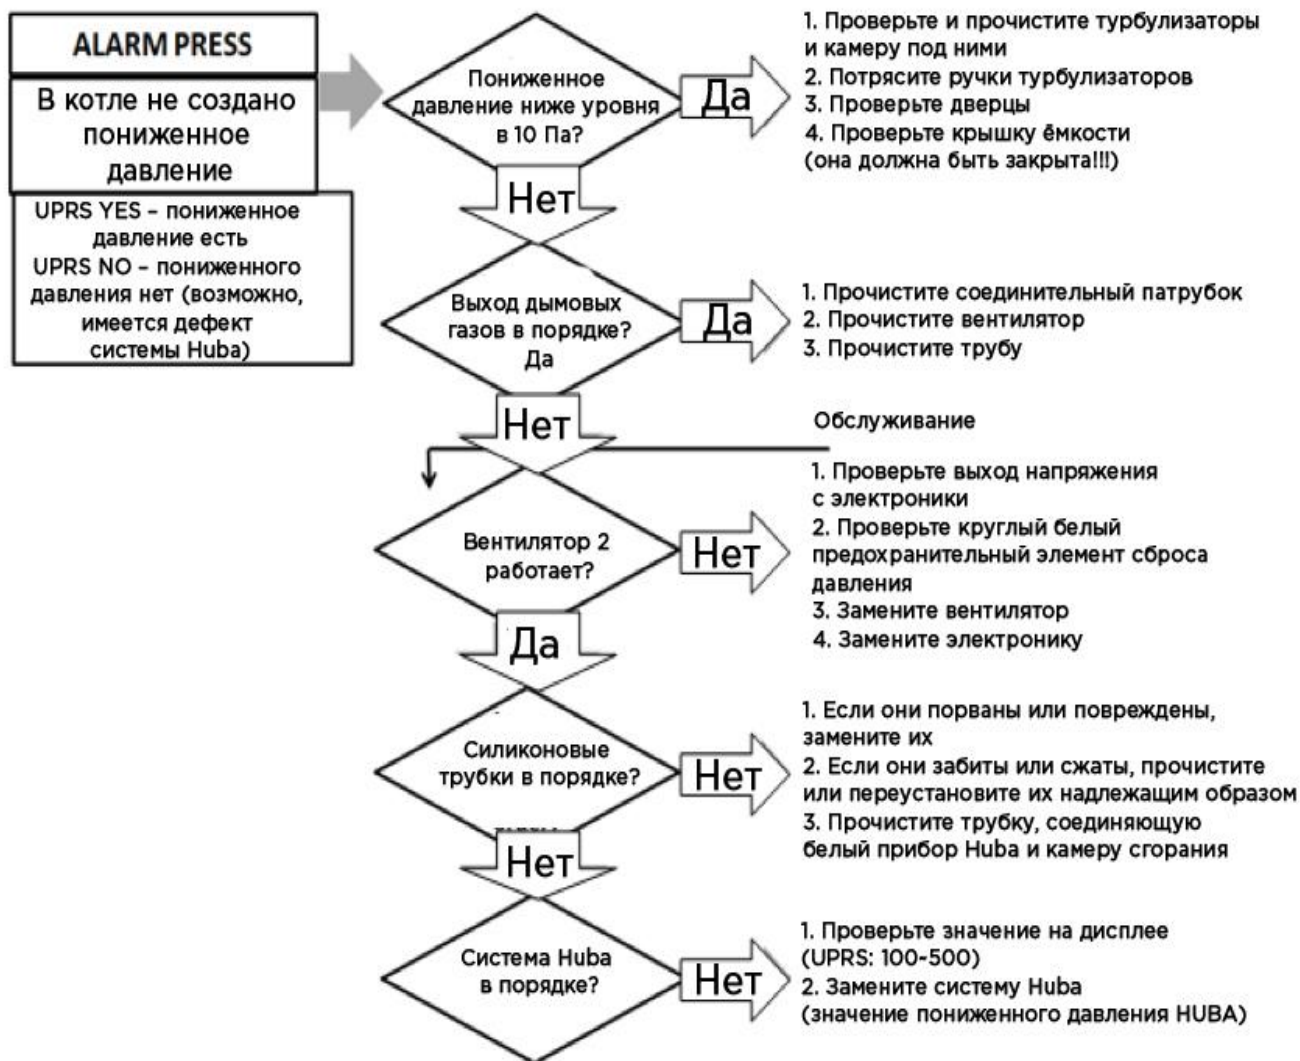 ALARM PRESS
В котле не создано
пониженное
давление
UPRS YES – пониженное
давление есть
UPRS NO – пониженного
давления нет (возможно,
имеется дефект
системы Huba)
Пониженное
давление ниже уровня
в 10 Па?
Да
1. Проверьте и прочистите турбулизаторы
и камеру под ними
2. Потрясите ручки турбулизаторов
3. Проверьте дверцы
4. Проверьте крышку ёмкости
(она должна быть закрыта!!!)
Нет
Выход дымовых
газов в порядке?
Да
Да
1. Прочистите соединительный патрубок
2. Прочистите вентилятор
3. Прочистите трубу
Нет
Обслуживание
Вентилятор 2
работает?
Нет
1. Проверьте выход напряжения
с электроники
2. Проверьте круглый белый
предохранительный элемент сброса
давления
3. Замените вентилятор
4. Замените электронику
Да
Силиконовые
трубки в порядке?
Нет
1. Если они порваны или повреждены,
замените их
2. Если они забиты или сжаты, прочистите
или переустановите их надлежащим образом
3. Прочистите трубку, соединяющую
белый прибор Huba и камеру сгорания
Нет
Система Huba
в порядке?
Нет
1. Проверьте значение на дисплее
(UPRS: 100~500)
2. Замените систему Huba
(значение пониженного давления HUBA)